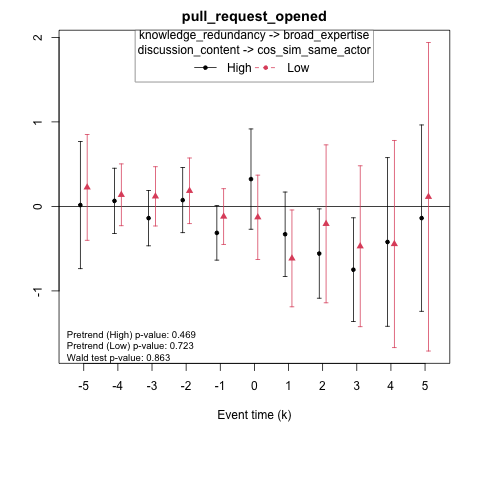 pull_request_opened
knowledge_redundancy -> broad_expertise
discussion_content -> cos_sim_same_actor
High Low
2
1
0
-1
Pretrend (High) p-value: 0.469
Pretrend (Low) p-value: 0.723
Wald test p-value: 0.863
-5 -4 -3 -2 -1 0 1 2 3 4 5
Event time (k)